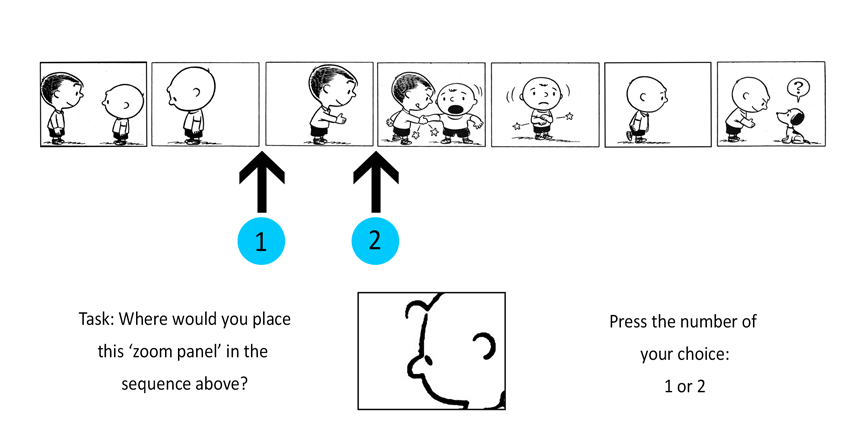 ?
1
2
Task: Where would you place
this ‘zoom panel’ in the
sequence above?
Press the number of
your choice:
1 or 2